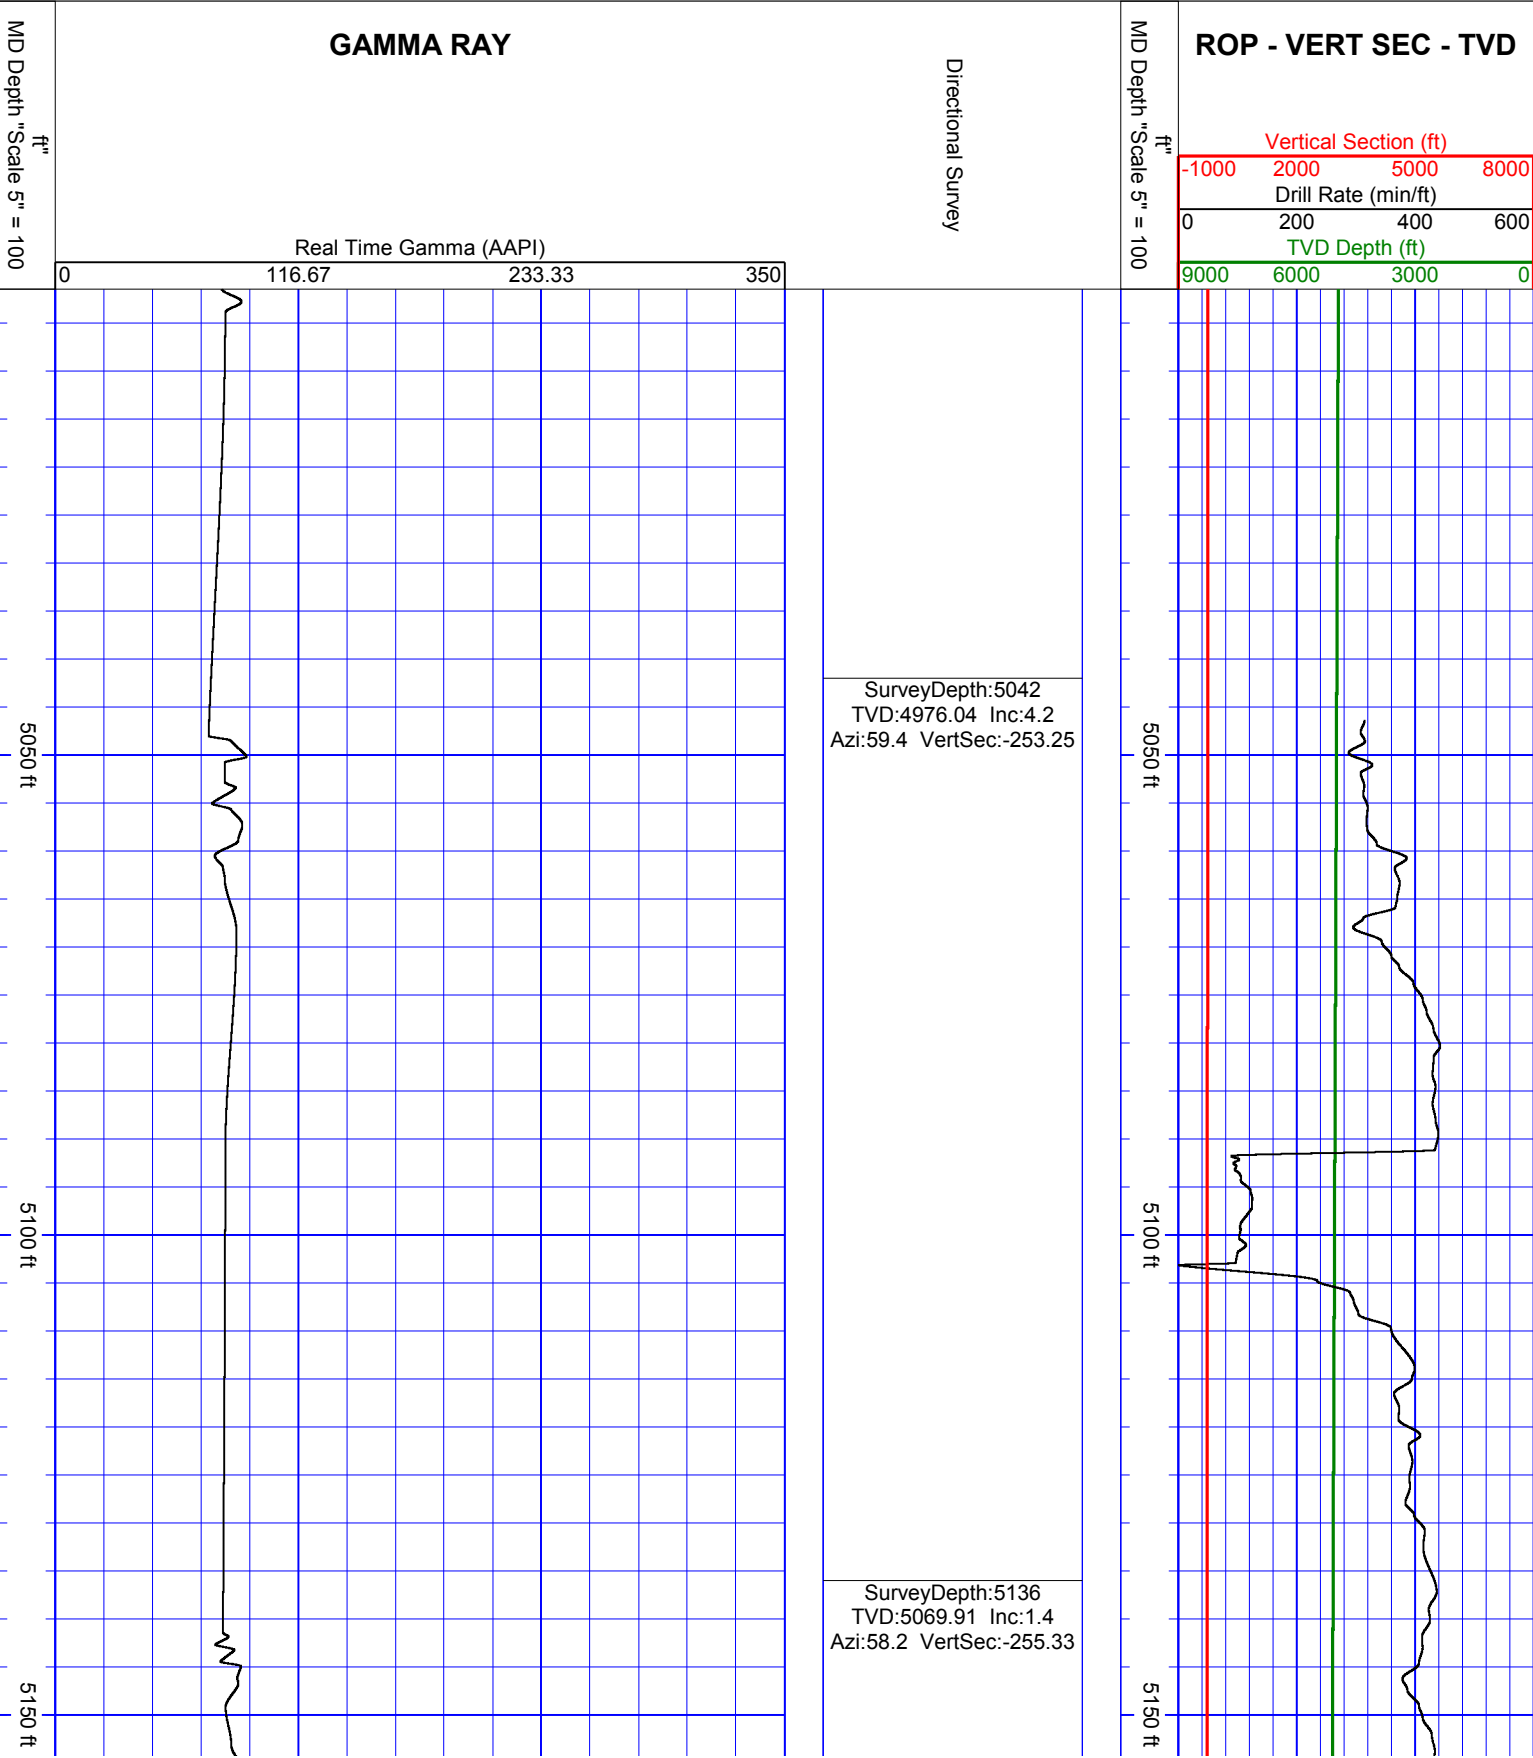 GAMMA RAY
ROP - VERT SEC - TVD
MD Depth "Scale 5" = 100
ft"
Directional Survey
MD Depth "Scale 5" = 100
ft"
Vertical Section (ft)
-1000 2000 5000 8000
Drill Rate (min/ft)
0 200 400 600
Real Time Gamma (AAPI)
TVD Depth (ft)
0 116.67 233.33 350
9000 6000 3000 0
SurveyDepth:5042
TVD:4976.04 Inc:4.2
Azi:59.4 VertSec:-253.25
5050 ft
5050 ft
5100 ft
5100 ft
SurveyDepth:5136
TVD:5069.91 Inc:1.4
Azi:58.2 VertSec:-255.33
5150 ft
5150 ft